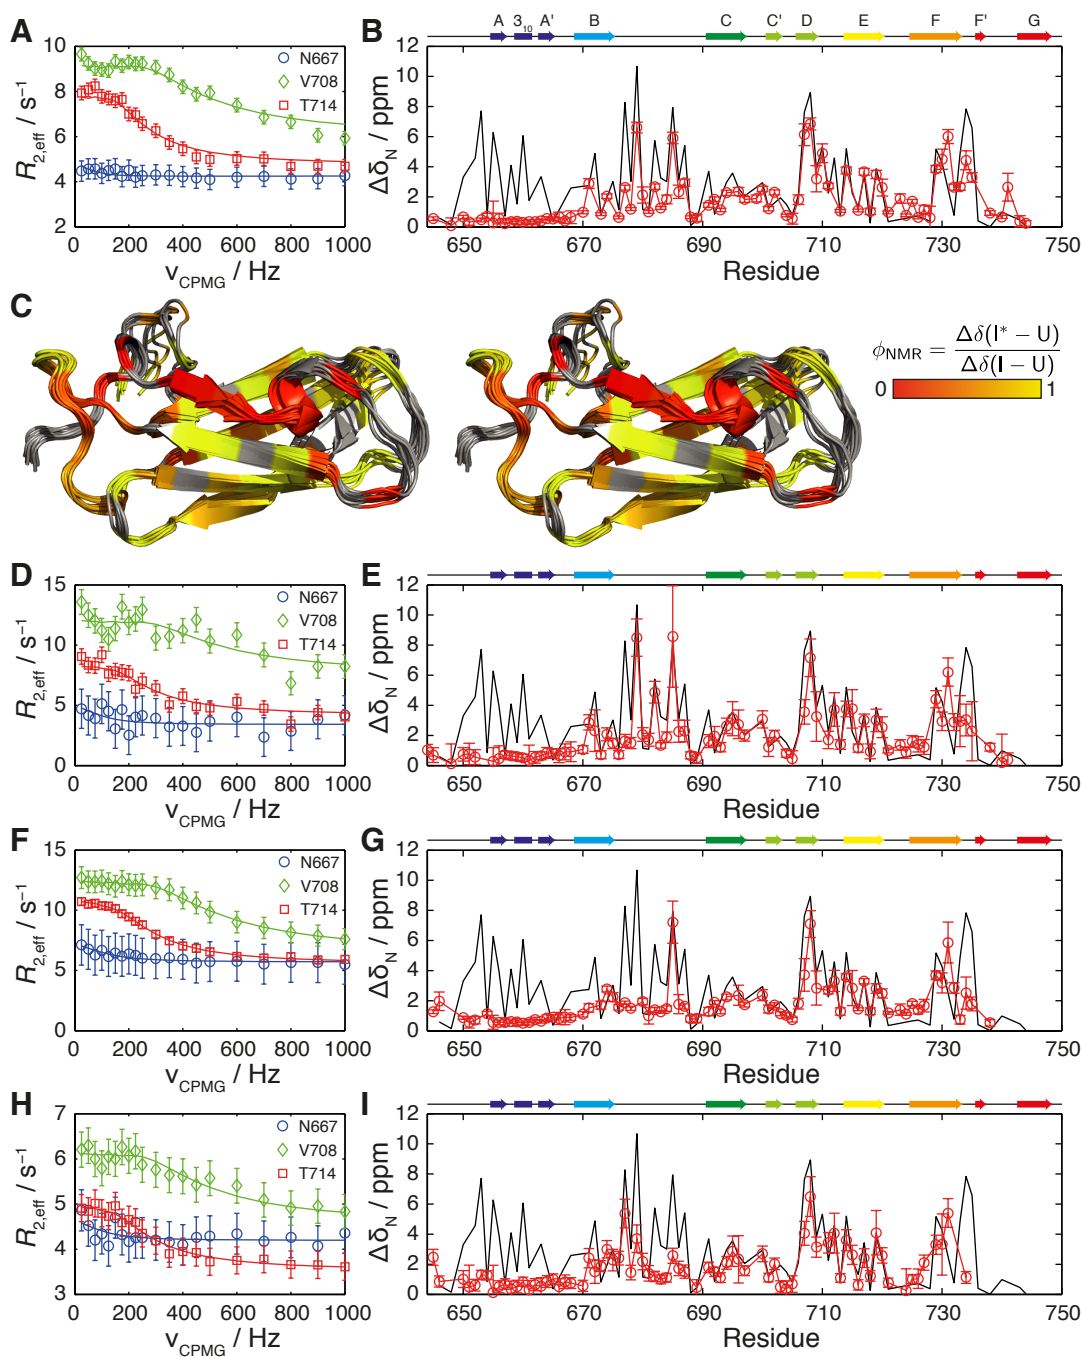 A
R2,eff / s−1
10
8
6
4
2
N667
V708
T714
0 200 400 600 800 1000
νCPMG / Hz
B
A 310 A' B C C' D E F F' G
ΔδN / ppm
12
10
8
6
4
2
0
650 670 690 710 730 750
Residue
C
ϕNMR = Δδ(I* − U) / Δδ(I − U)
0 1
D
R2,eff / s−1
15
10
5
0
N667
V708
T714
0 200 400 600 800 1000
νCPMG / Hz
E
ΔδN / ppm
12
10
8
6
4
2
0
650 670 690 710 730 750
Residue
F
R2,eff / s−1
15
10
5
0
N667
V708
T714
0 200 400 600 800 1000
νCPMG / Hz
G
ΔδN / ppm
12
10
8
6
4
2
0
650 670 690 710 730 750
Residue
H
R2,eff / s−1
7
6
5
4
3
N667
V708
T714
0 200 400 600 800 1000
νCPMG / Hz
I
ΔδN / ppm
12
10
8
6
4
2
0
650 670 690 710 730 750
Residue